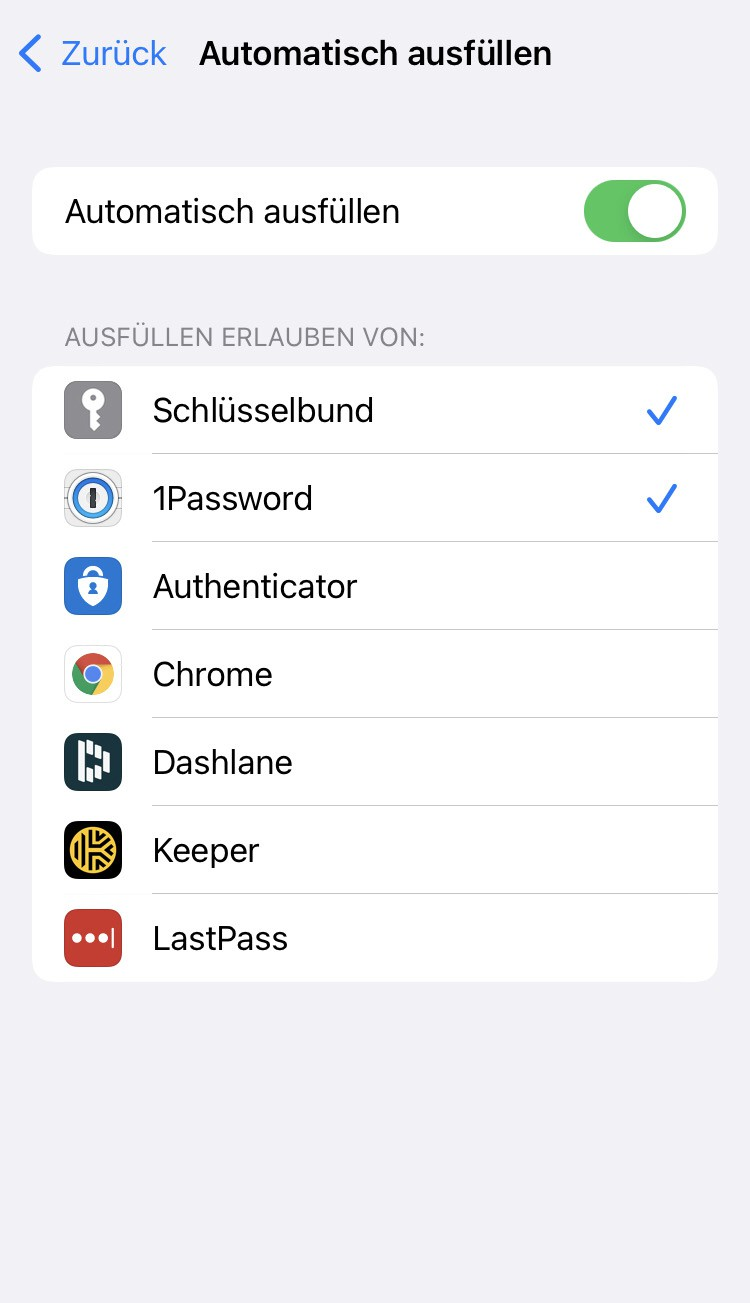 Zurück Automatisch ausfüllen
Automatisch ausfüllen
AUSFÜLLEN ERLAUBEN VON:
Schlüsselbund
1Password
Authenticator
Chrome
Dashlane
Keeper
LastPass